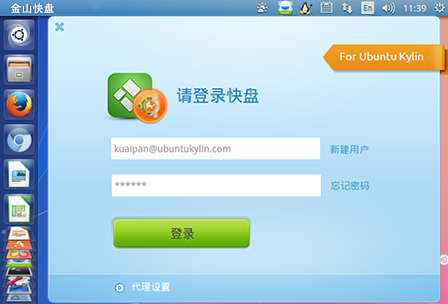 金山快盘
En
11:39
For Ubuntu Kylin
请登录快盘
kuaipan@ubuntukylin.com
新建用户
******
忘记密码
登录
代理设置